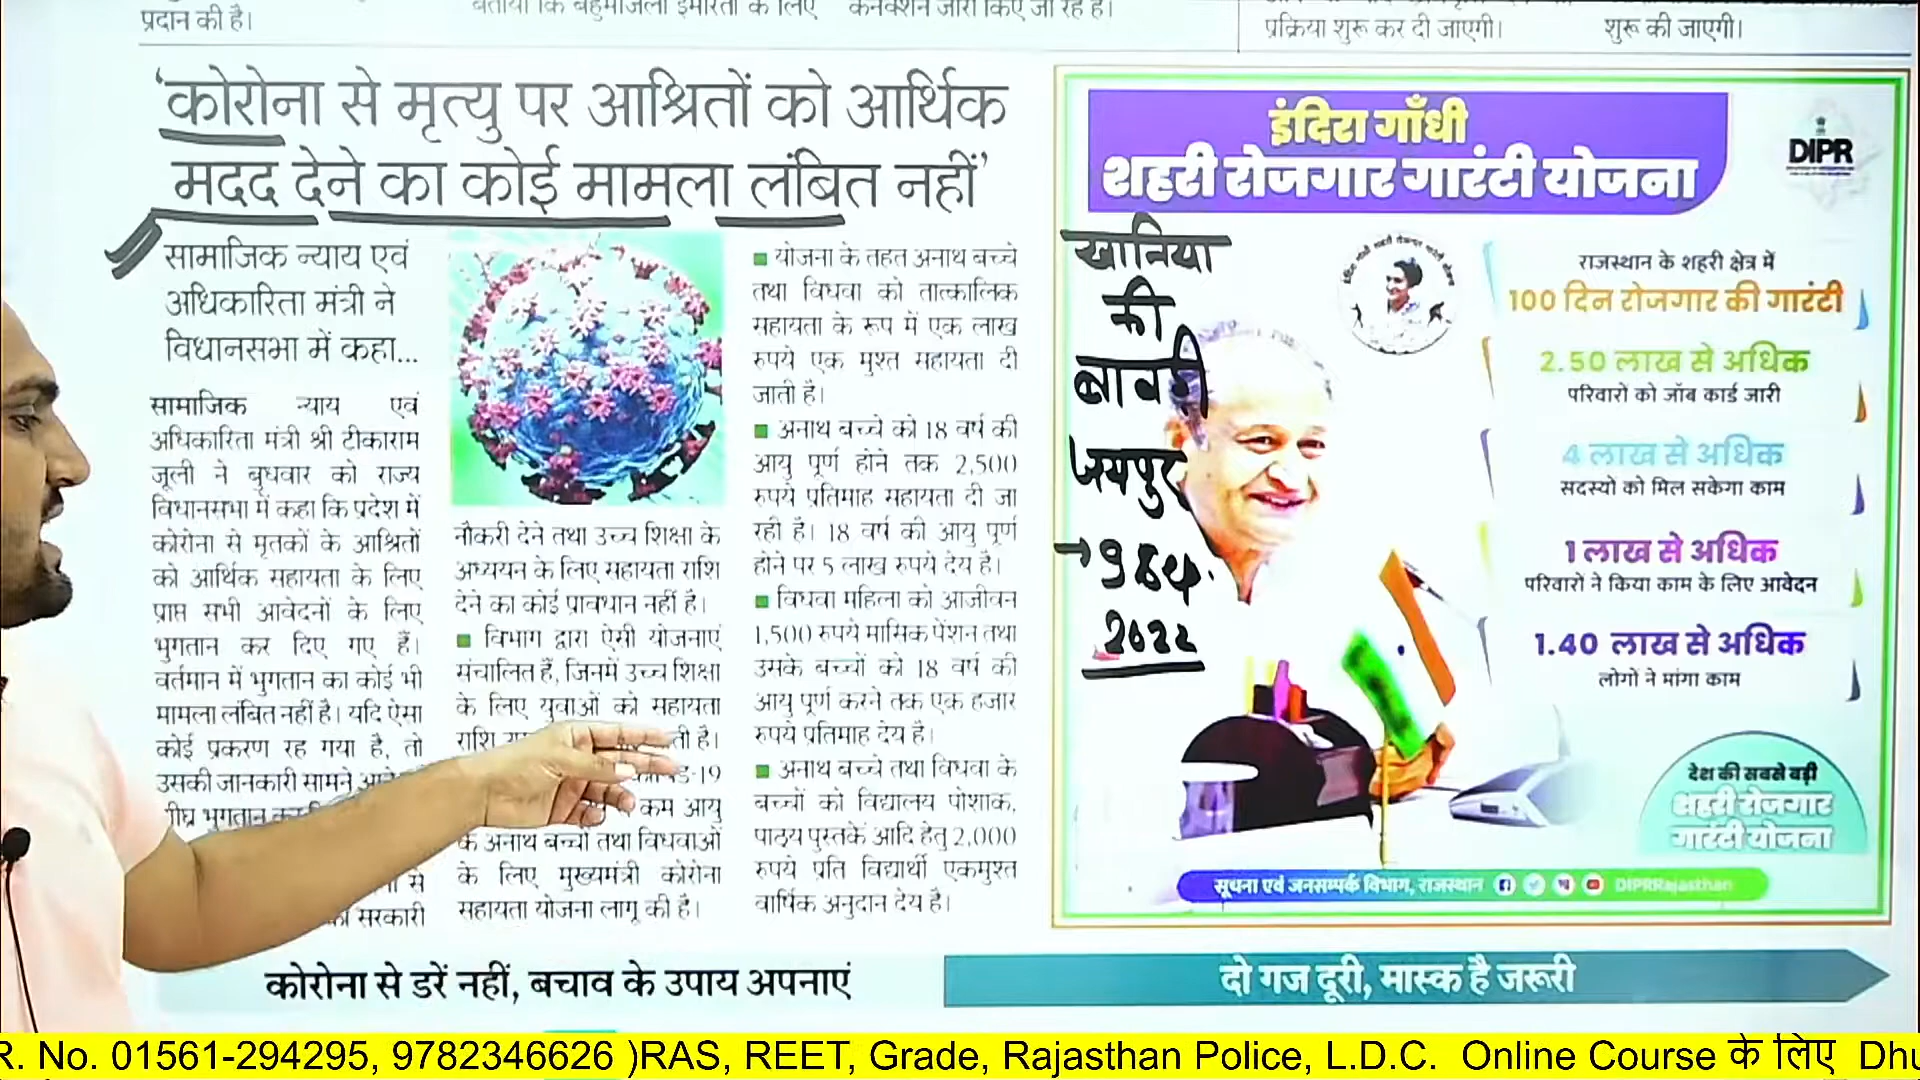 प्रदान की है।
बताया कि बहुमंजिला इमारतों के लिए
कनेक्शन जारी किए जा रहे हैं।
प्रक्रिया शुरू कर दी जाएगी।
शुरू की जाएगी।
‘कोरोना से मृत्यु पर आश्रितों को आर्थिक
मदद देने का कोई मामला लंबित नहीं’
सामाजिक न्याय एवं
अधिकारिता मंत्री ने
विधानसभा में कहा...
सामाजिक न्याय एवं
अधिकारिता मंत्री श्री टीकाराम
जूली ने बुधवार को राज्य
विधानसभा में कहा कि प्रदेश में
कोरोना से मृतकों के आश्रितों
को आर्थिक सहायता के लिए
प्राप्त सभी आवेदनों के लिए
भुगतान कर दिए गए हैं।
वर्तमान में भुगतान का कोई भी
मामला लंबित नहीं है। यदि ऐसा
कोई प्रकरण रह गया है, तो
उसकी जानकारी सामने
भुगतान
से
सरकारी
नौकरी देने तथा उच्च शिक्षा के
अध्ययन के लिए सहायता राशि
देने का कोई प्रावधान नहीं है।
■ विभाग द्वारा ऐसी योजनाएं
संचालित हैं, जिनमें उच्च शिक्षा
के लिए युवाओं को सहायता
राशि है।
कम आयु
के अनाथ बच्चों तथा विधवाओं
के लिए मुख्यमंत्री कोरोना
सहायता योजना लागू की है।
■ योजना के तहत अनाथ बच्चे
तथा विधवा को तात्कालिक
सहायता के रूप में एक लाख
रुपये एक मुश्त सहायता दी
जाती है।
■ अनाथ बच्चे को 18 वर्ष की
आयु पूर्ण होने तक 2,500
रुपये प्रतिमाह सहायता दी जा
रही है। 18 वर्ष की आयु पूर्ण
होने पर 5 लाख रुपये देय है।
■ विधवा महिला को आजीवन
1,500 रुपये मासिक पेंशन तथा
उसके बच्चों को 18 वर्ष की
आयु पूर्ण करने तक एक हजार
रुपये प्रतिमाह देय है।
■ अनाथ बच्चे तथा विधवा के
बच्चों को विद्यालय पोशाक,
पाठ्य पुस्तकें आदि हेतु 2,000
रुपये प्रति विद्यार्थी एकमुश्त
वार्षिक अनुदान देय है।
इंदिरा गाँधी
शहरी रोजगार गारंटी योजना
DIPR
खानिया
की
बावड़ी
जयपुर
2022
राजस्थान के शहरी क्षेत्र में
100 दिन रोजगार की गारंटी
2.50 लाख से अधिक
परिवारों को जॉब कार्ड जारी
4 लाख से अधिक
सदस्यो को मिल सकेगा काम
1 लाख से अधिक
परिवारों ने किया काम के लिए आवेदन
1.40 लाख से अधिक
लोगो ने मांगा काम
देश की सबसे बड़ी
शहरी रोजगार
गारंटी योजना
सूचना एवं जनसम्पर्क विभाग, राजस्थान DIPRRajasthan
कोरोना से डरें नहीं, बचाव के उपाय अपनाएं
दो गज दूरी, मास्क है जरूरी
R. No. 01561-294295, 9782346626 )RAS, REET, Grade, Rajasthan Police, L.D.C. Online Course के लिए Dhu